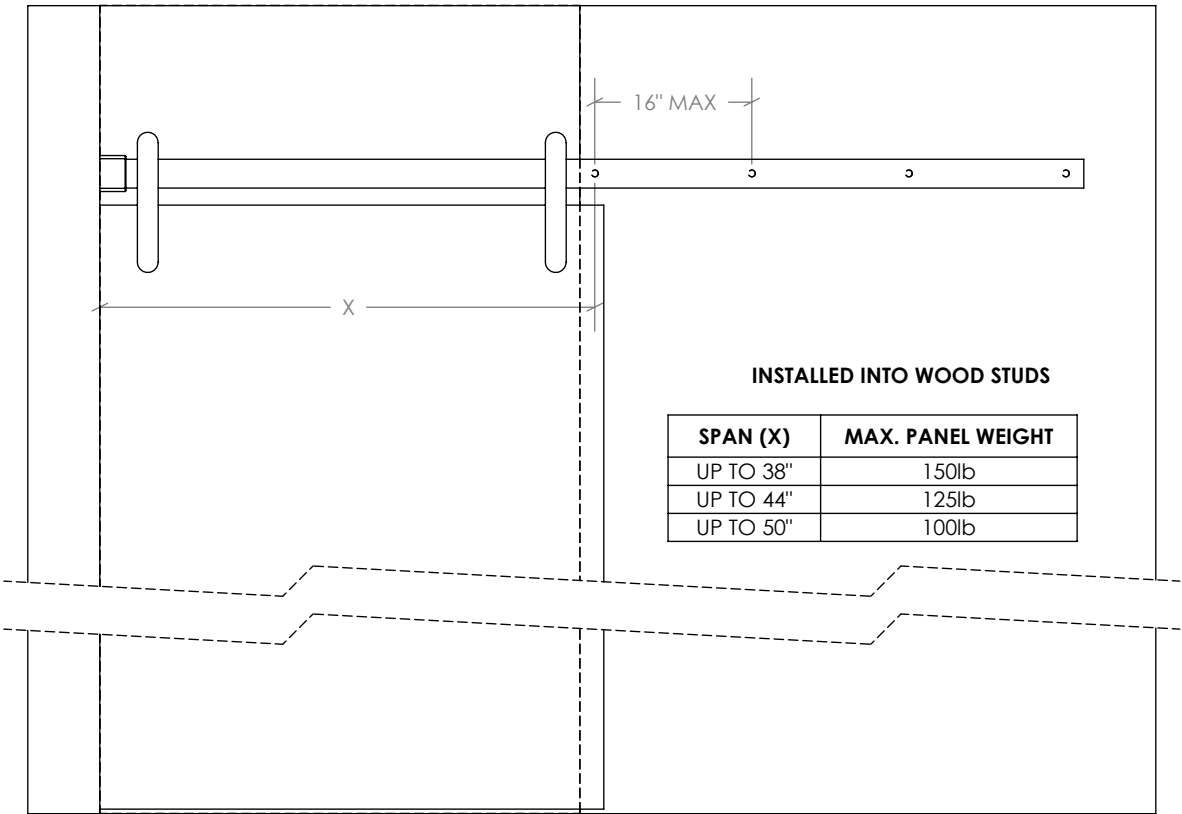 16" MAX
X
INSTALLED INTO WOOD STUDS
SPAN (X) MAX. PANEL WEIGHT
UP TO 38" 150lb
UP TO 44" 125lb
UP TO 50" 100lb